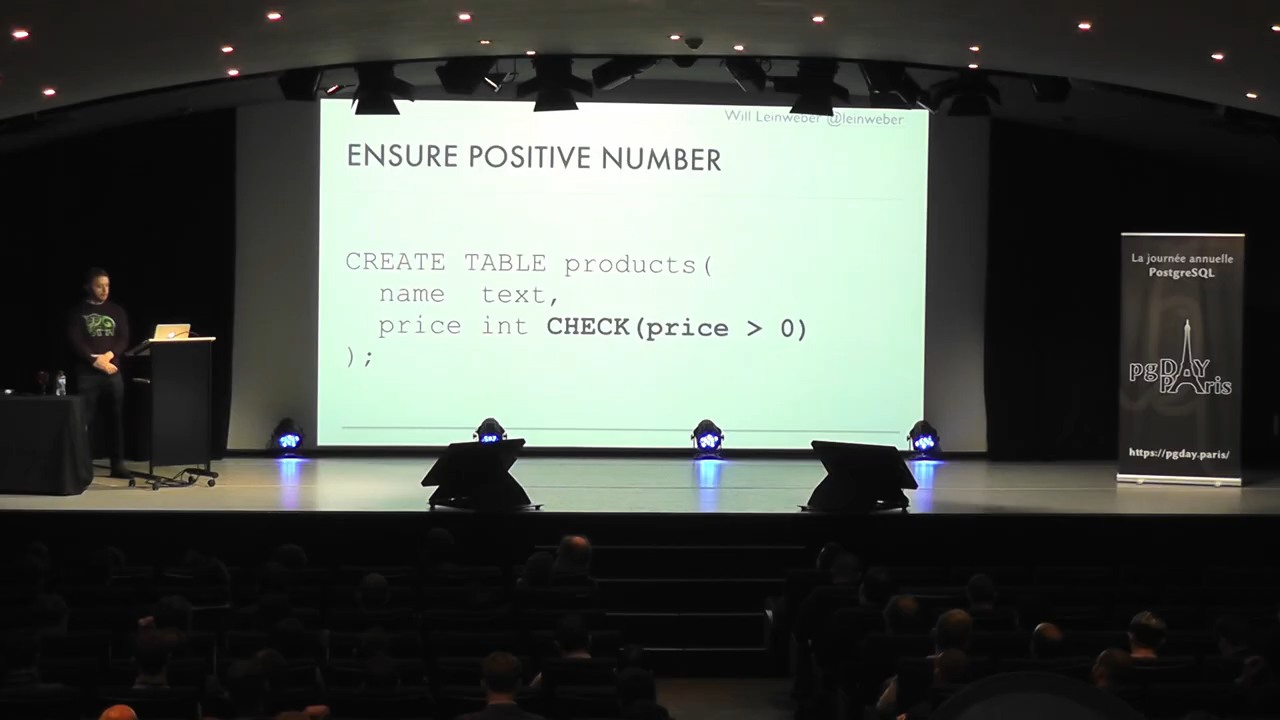 Will Leinweber @leinweber
ENSURE POSITIVE NUMBER
CREATE TABLE products(
name text,
price int CHECK(price > 0)
);
La journée annuelle
PostgreSQL
pgDAY
Paris
https://pgday.paris/